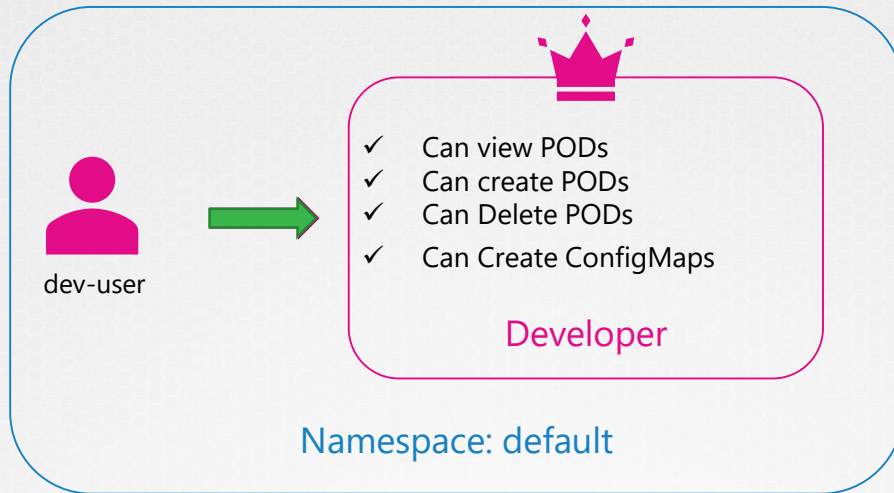 ✓ Can view PODs
✓ Can create PODs
✓ Can Delete PODs
✓ Can Create ConfigMaps
dev-user
Developer
Namespace: default